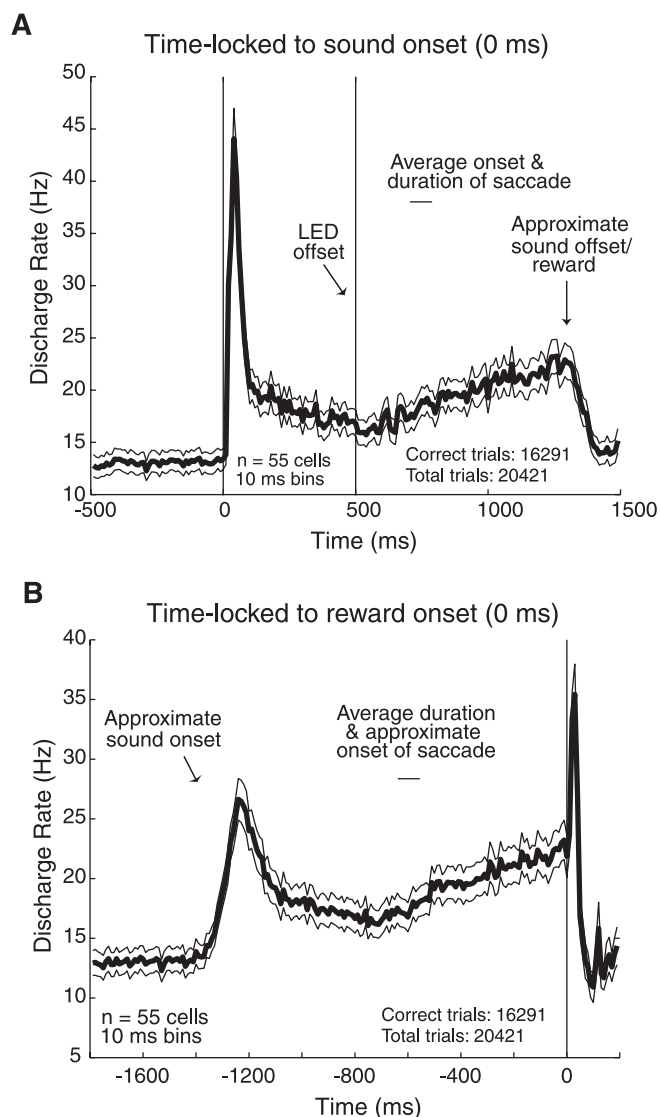 A
Time-locked to sound onset (0 ms)
50
45
40
35
30
25
20
15
10
Discharge Rate (Hz)
Average onset &
duration of saccade
LED
offset
Approximate
sound offset/
reward
n = 55 cells
10 ms bins
Correct trials: 16291
Total trials: 20421
-500
0
500
1000
1500
Time (ms)
B
Time-locked to reward onset (0 ms)
40
35
30
25
20
15
10
5
Discharge Rate (Hz)
Approximate
sound onset
Average duration
& approximate
onset of saccade
n = 55 cells
10 ms bins
Correct trials: 16291
Total trials: 20421
-1600
-1200
-800
-400
0
Time (ms)